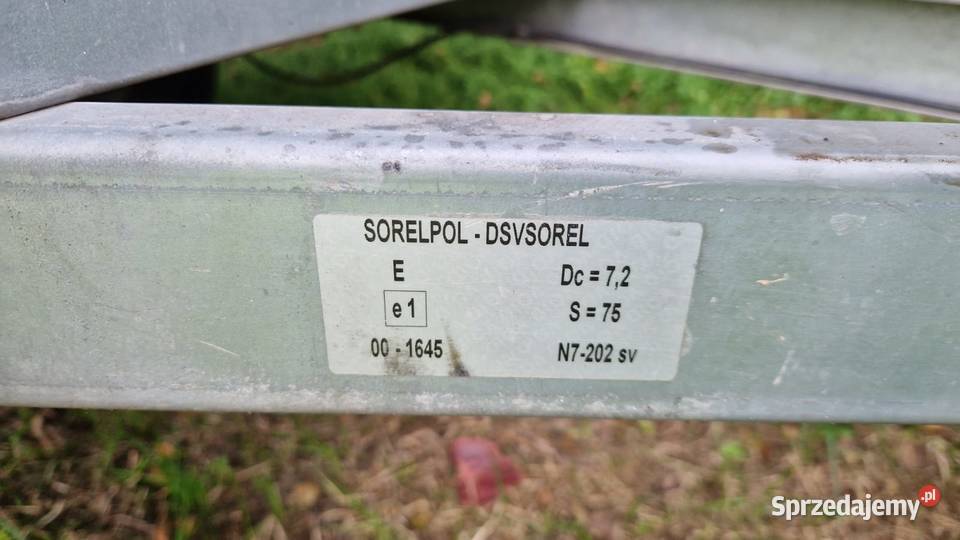 SORELPOL - DSVSOREL
E
Dc = 7,2
e 1
S = 75
00 - 1645
N7-202 sv
Sprzedajemy.pl